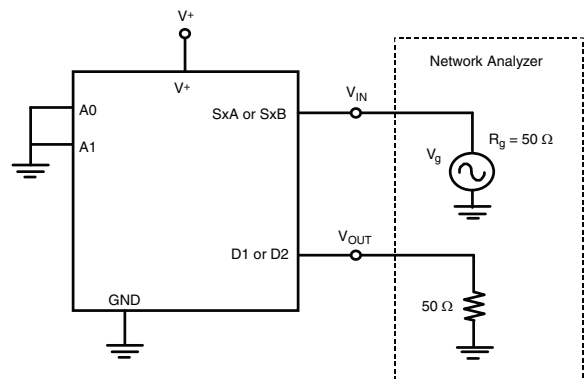 V+
Network Analyzer
V+
VIN
A0
SxA or SxB
Rg = 50 Ω
A1
Vg
VOUT
D1 or D2
GND
50 Ω